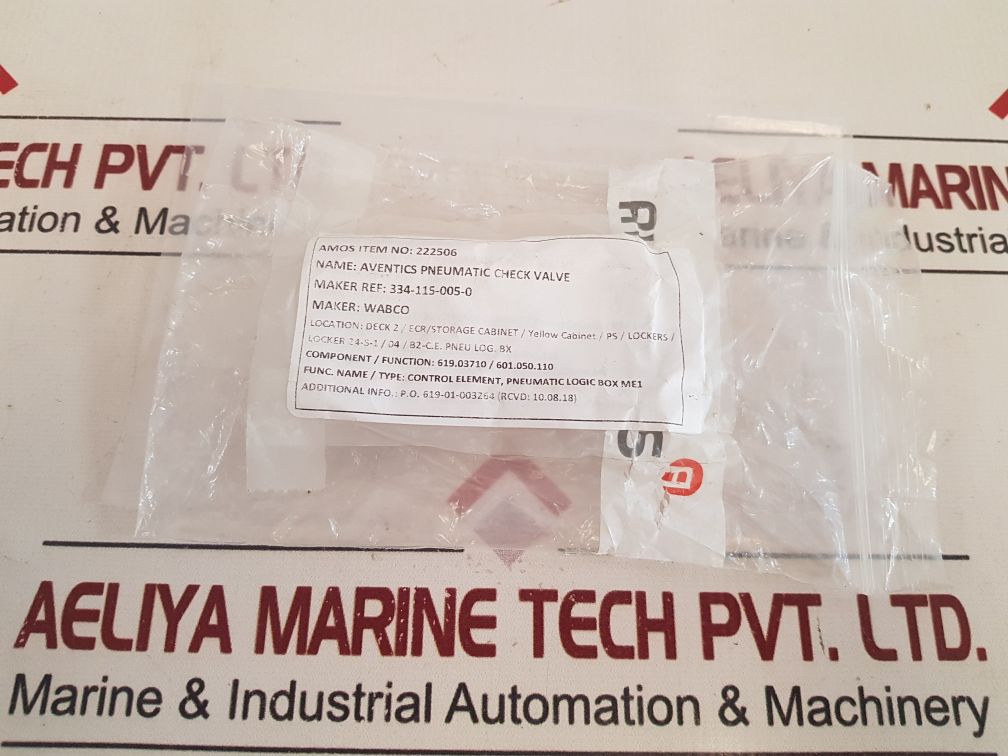 TECH PVT. LT
ation & Mac
MARIN
dustria
AMOS ITEM NO: 222506
NAME: AVENTICS PNEUMATIC CHECK VALVE
MAKER REF: 334-115-005-0
MAKER: WABCO
LOCATION: DECK 2 / ECR/STORAGE CABINET / Yellow Cabinet / PS / LOCKERS /
LOCKER 24-S-1 / 04 / B2-C.E. PNEU LOG. BX
COMPONENT / FUNCTION: 619.03710 / 601.050.110
FUNC. NAME / TYPE: CONTROL ELEMENT, PNEUMATIC LOGIC BOX ME1
ADDITIONAL INFO.: P.O. 619-01-003264 (RCVD: 10.08.18)
S
AELIYA MARINE TECH PVT. LTD.
Marine & Industrial Automation & Machinery